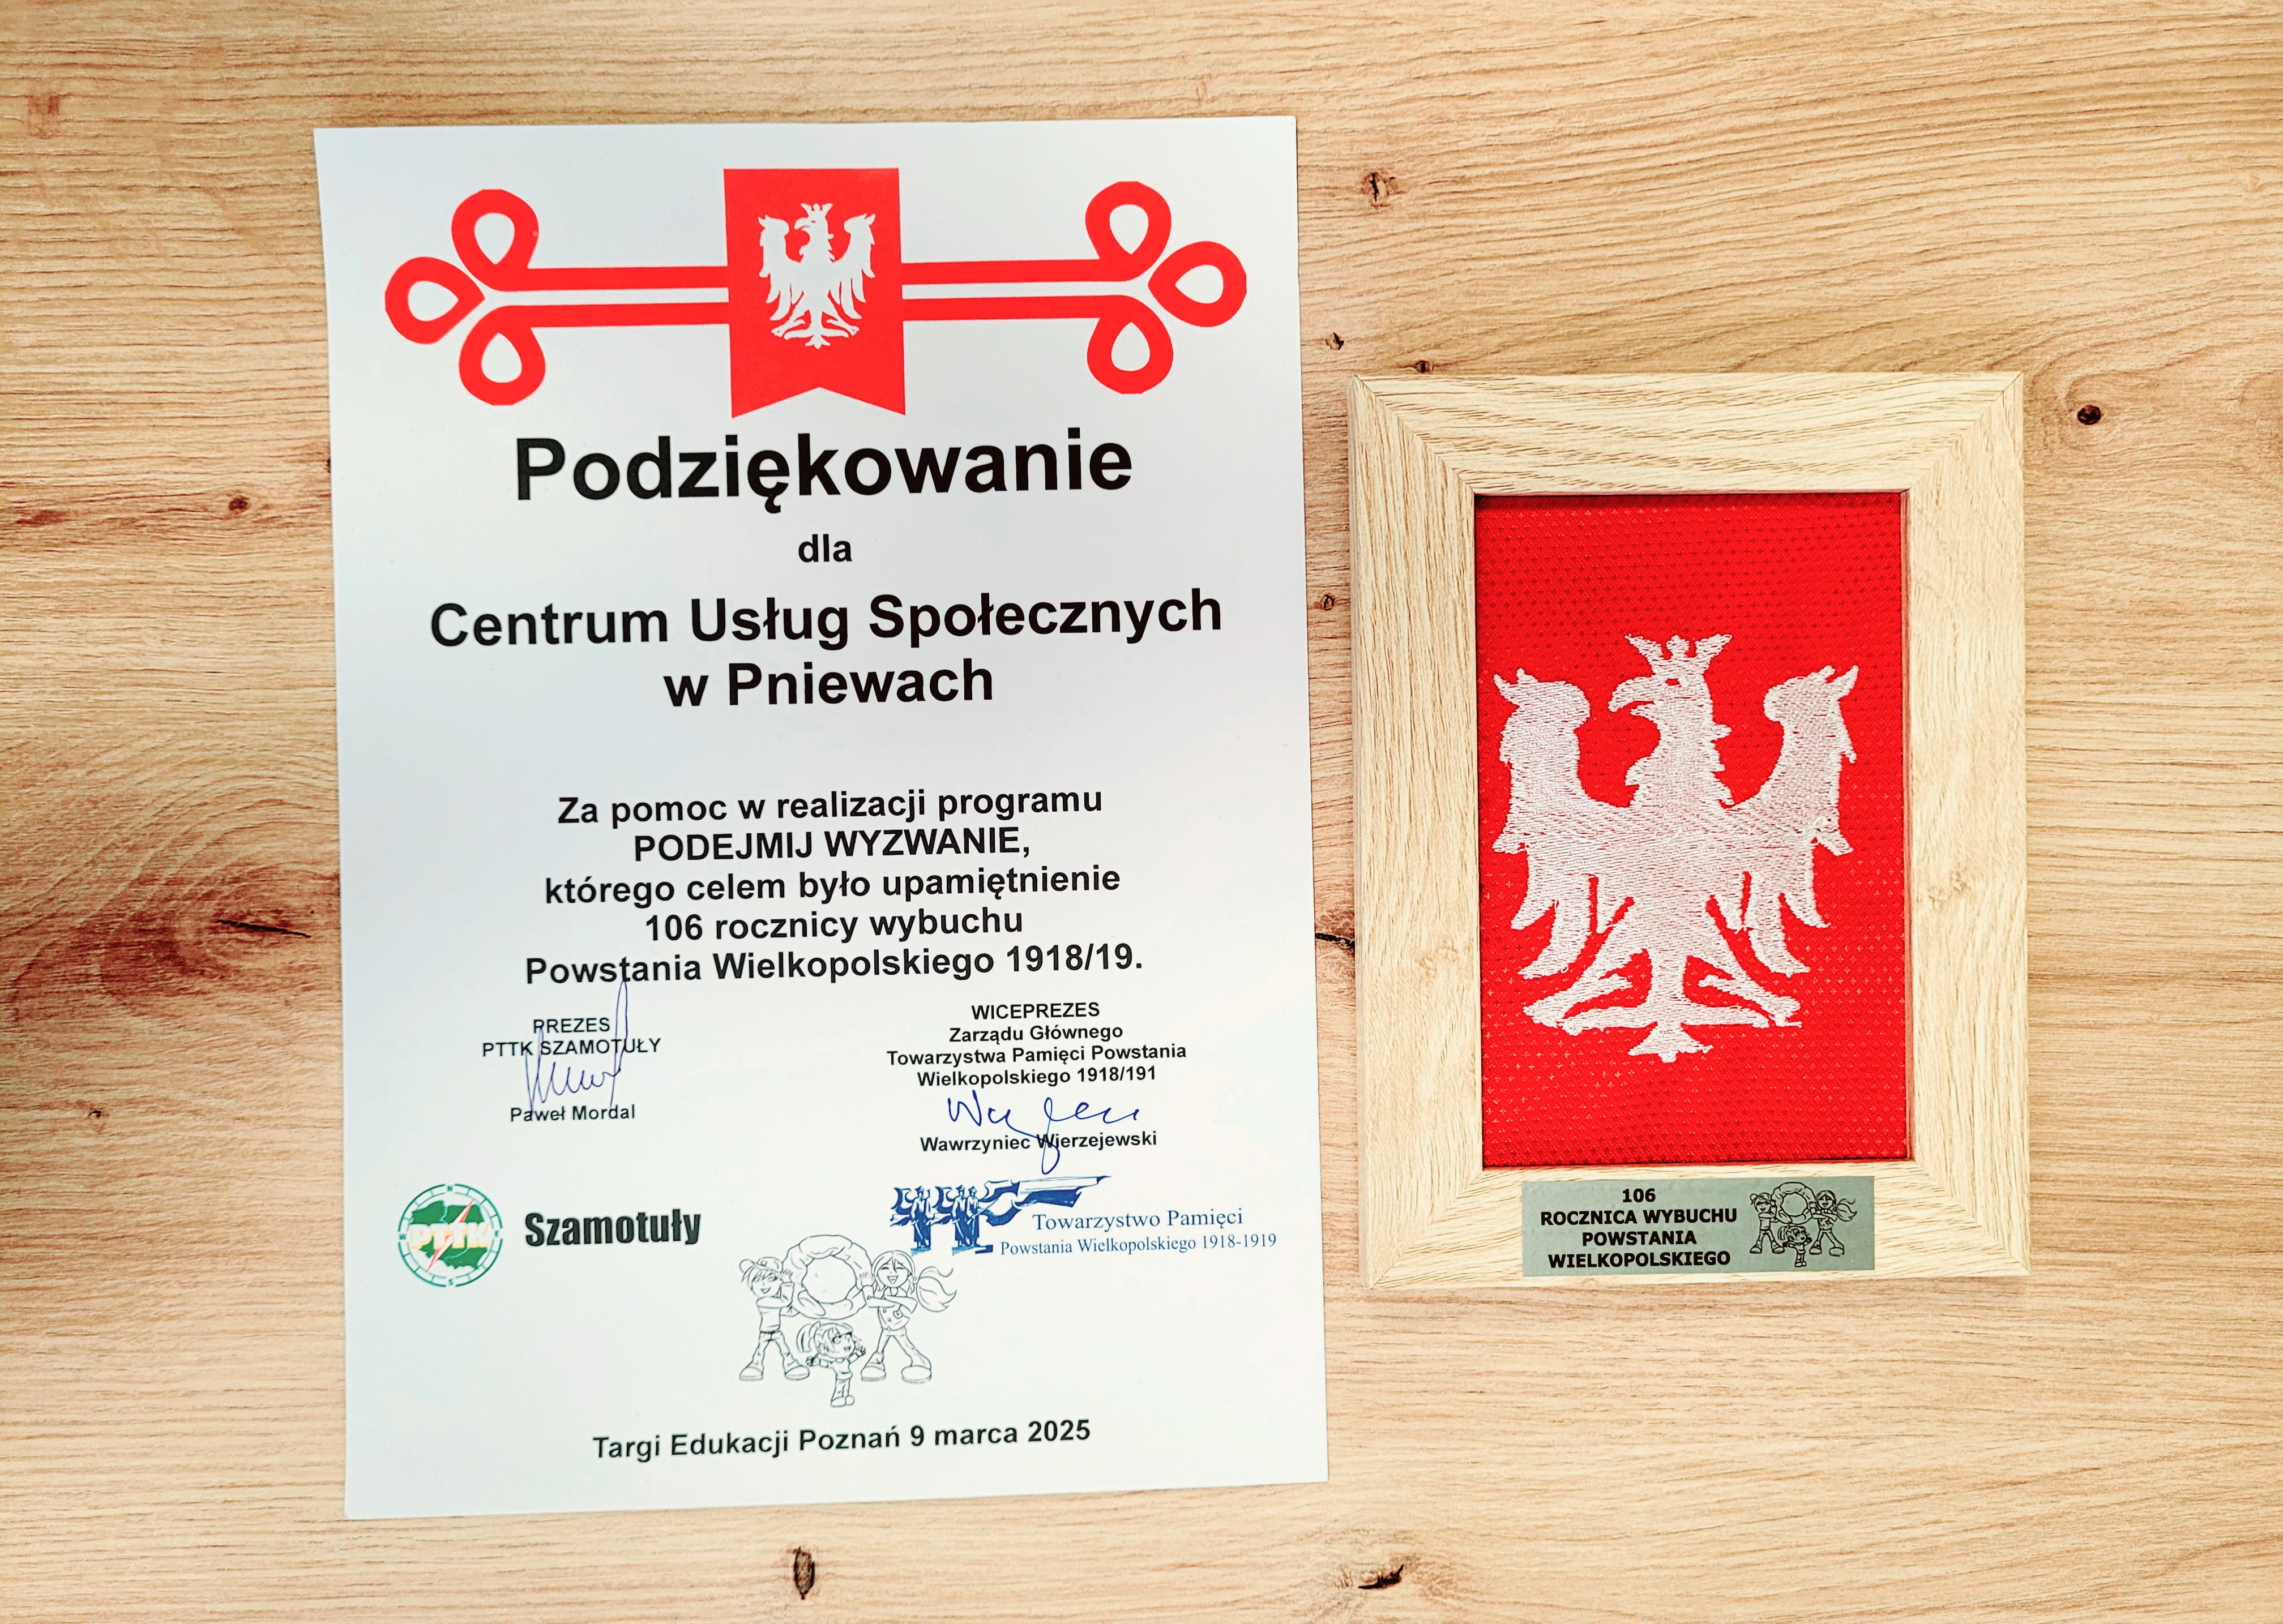 Podziękowanie
dla
Centrum Usług Społecznych
w Pniewach
Za pomoc w realizacji programu
PODEJMIJ WYZWANIE,
którego celem było upamiętnienie
106 rocznicy wybuchu
Powstania Wielkopolskiego 1918/19.
PREZES
PTTK SZAMOTUŁY
Paweł Mordal
WICEPREZES
Zarządu Głównego
Towarzystwa Pamięci Powstania
Wielkopolskiego 1918/191
Wawrzyniec Wierzejewski
PTTK
Szamotuły
Towarzystwo Pamięci
Powstania Wielkopolskiego 1918-1919
Targi Edukacji Poznań 9 marca 2025
106
ROCZNICA WYBUCHU
POWSTANIA
WIELKOPOLSKIEGO